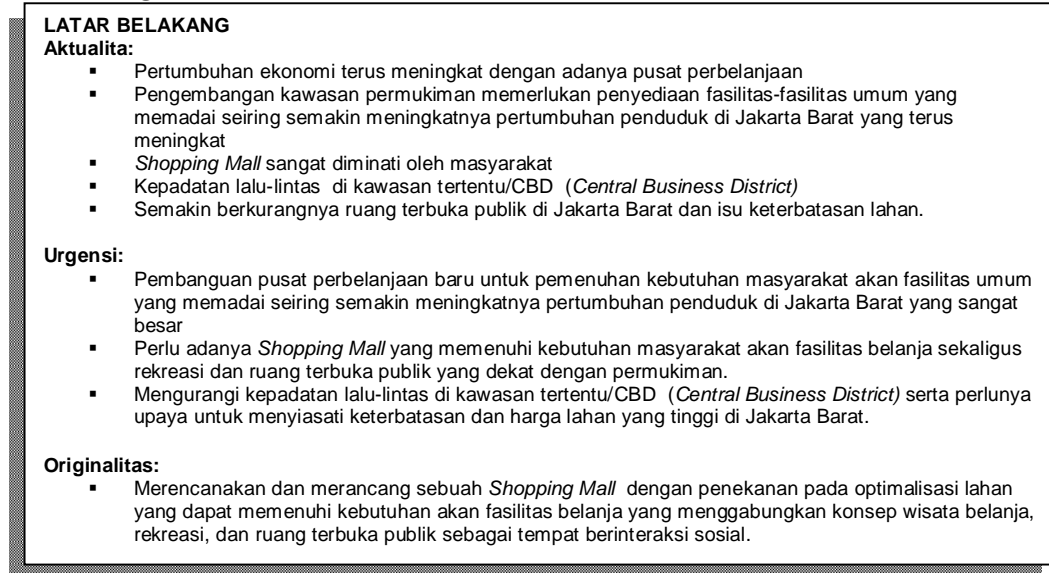 LATAR BELAKANG
Aktualita:
▪ Pertumbuhan ekonomi terus meningkat dengan adanya pusat perbelanjaan
▪ Pengembangan kawasan permukiman memerlukan penyediaan fasilitas-fasilitas umum yang
memadai seiring semakin meningkatnya pertumbuhan penduduk di Jakarta Barat yang terus
meningkat
▪ Shopping Mall sangat diminati oleh masyarakat
▪ Kepadatan lalu-lintas di kawasan tertentu/CBD (Central Business District)
▪ Semakin berkurangnya ruang terbuka publik di Jakarta Barat dan isu keterbatasan lahan.
Urgensi:
▪ Pembanguan pusat perbelanjaan baru untuk pemenuhan kebutuhan masyarakat akan fasilitas umum
yang memadai seiring semakin meningkatnya pertumbuhan penduduk di Jakarta Barat yang sangat
besar
▪ Perlu adanya Shopping Mall yang memenuhi kebutuhan masyarakat akan fasilitas belanja sekaligus
rekreasi dan ruang terbuka publik yang dekat dengan permukiman.
▪ Mengurangi kepadatan lalu-lintas di kawasan tertentu/CBD (Central Business District) serta perlunya
upaya untuk menyiasati keterbatasan dan harga lahan yang tinggi di Jakarta Barat.
Originalitas:
▪ Merencanakan dan merancang sebuah Shopping Mall dengan penekanan pada optimalisasi lahan
yang dapat memenuhi kebutuhan akan fasilitas belanja yang menggabungkan konsep wisata belanja,
rekreasi, dan ruang terbuka publik sebagai tempat berinteraksi sosial.